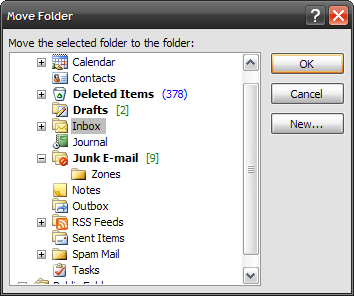 Move Folder
Move the selected folder to the folder:
Calendar
Contacts
Deleted Items (378)
Drafts [2]
Inbox
Journal
Junk E-mail [9]
Zones
Notes
Outbox
RSS Feeds
Sent Items
Spam Mail
Tasks
OK
Cancel
New...